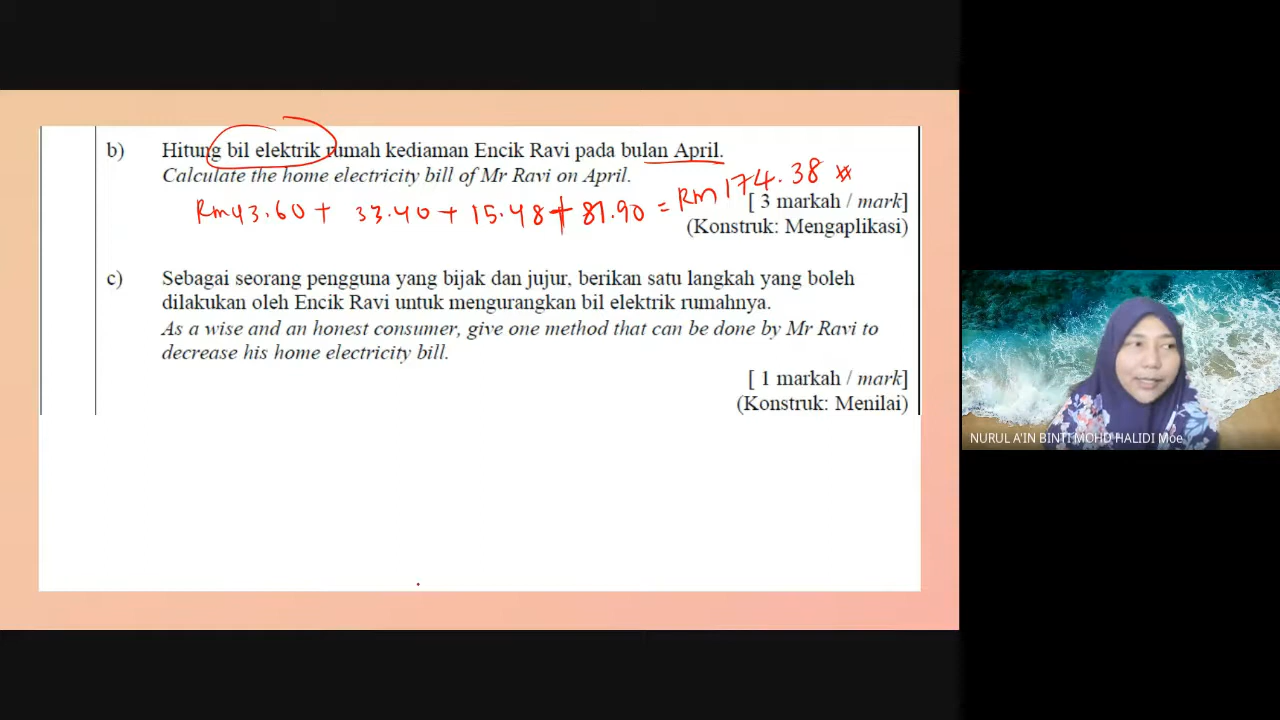 b) Hitung bil elektrik rumah kediaman Encik Ravi pada bulan April.
Calculate the home electricity bill of Mr Ravi on April.
Rm43.60 + 33.40 + 15.48 + 81.90 = Rm 174.38
[ 3 markah / mark]
(Konstruk: Mengaplikasi)
c) Sebagai seorang pengguna yang bijak dan jujur, berikan satu langkah yang boleh
dilakukan oleh Encik Ravi untuk mengurangkan bil elektrik rumahnya.
As a wise and an honest consumer, give one method that can be done by Mr Ravi to
decrease his home electricity bill.
[ 1 markah / mark]
(Konstruk: Menilai)
NURUL A'IN BINTI MOHD HALIDI Moe